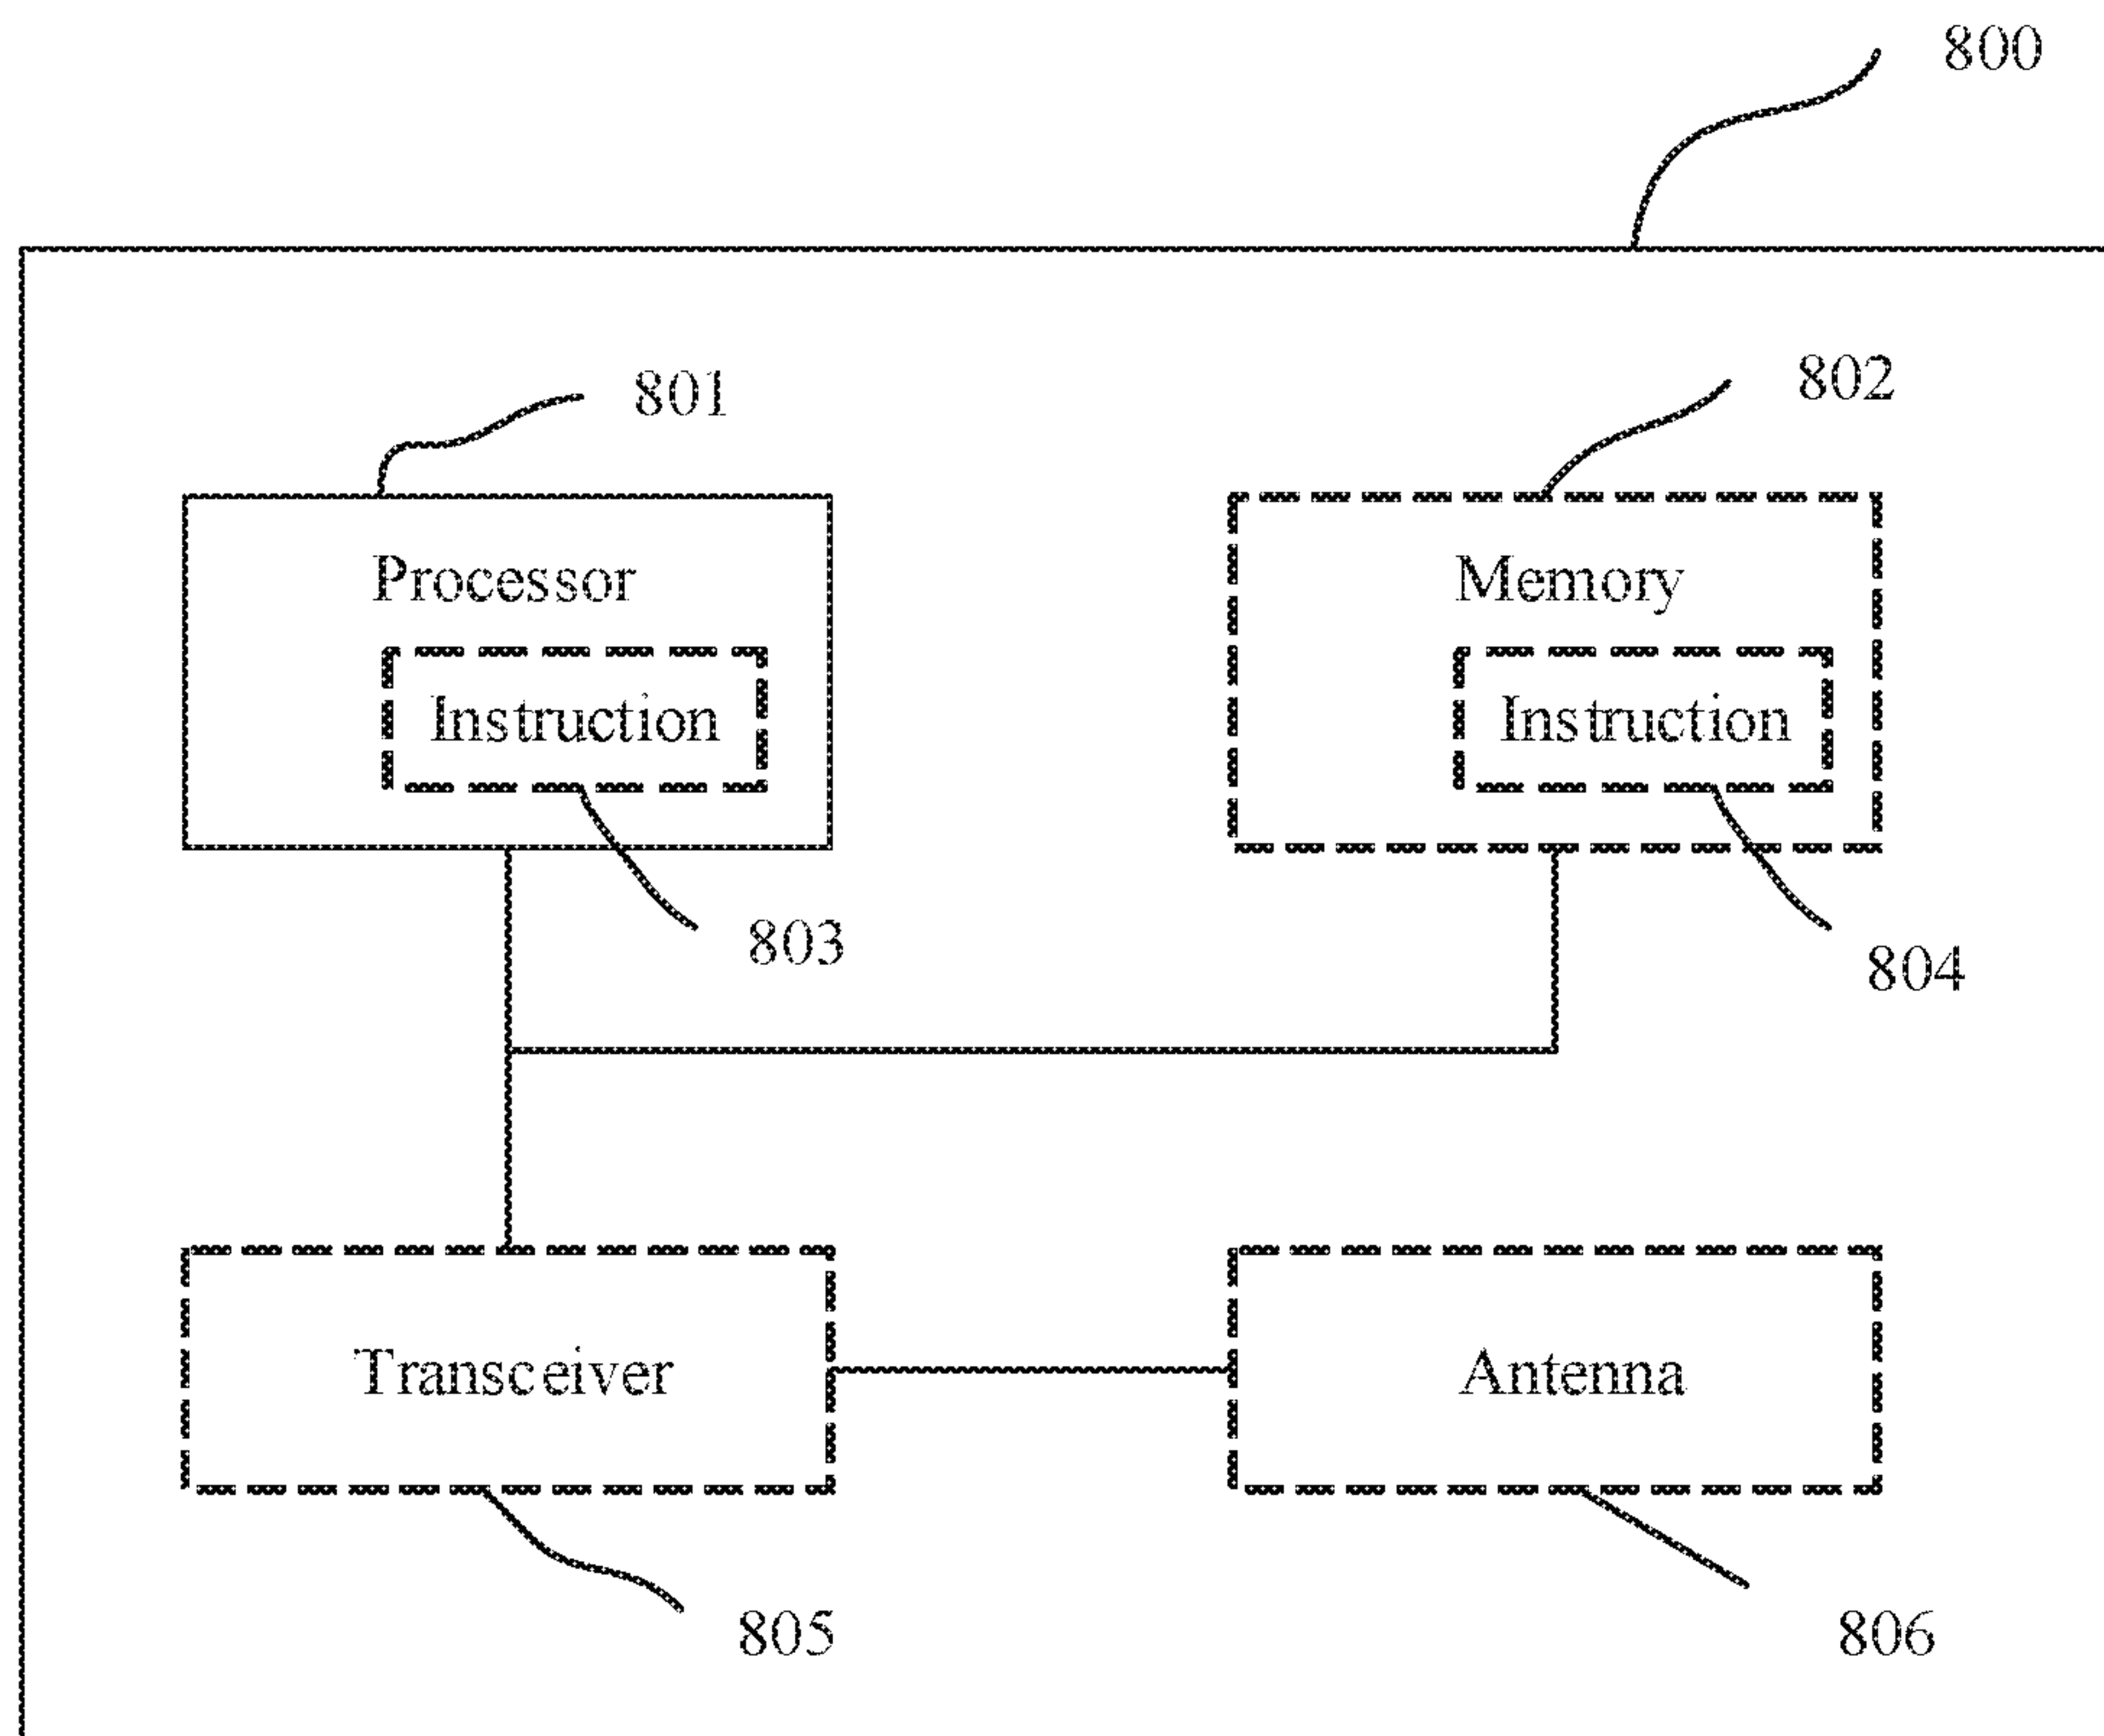 800
801
802
Processor
Memory
Instruction
Instruction
803
804
Transceiver
Antenna
805
806